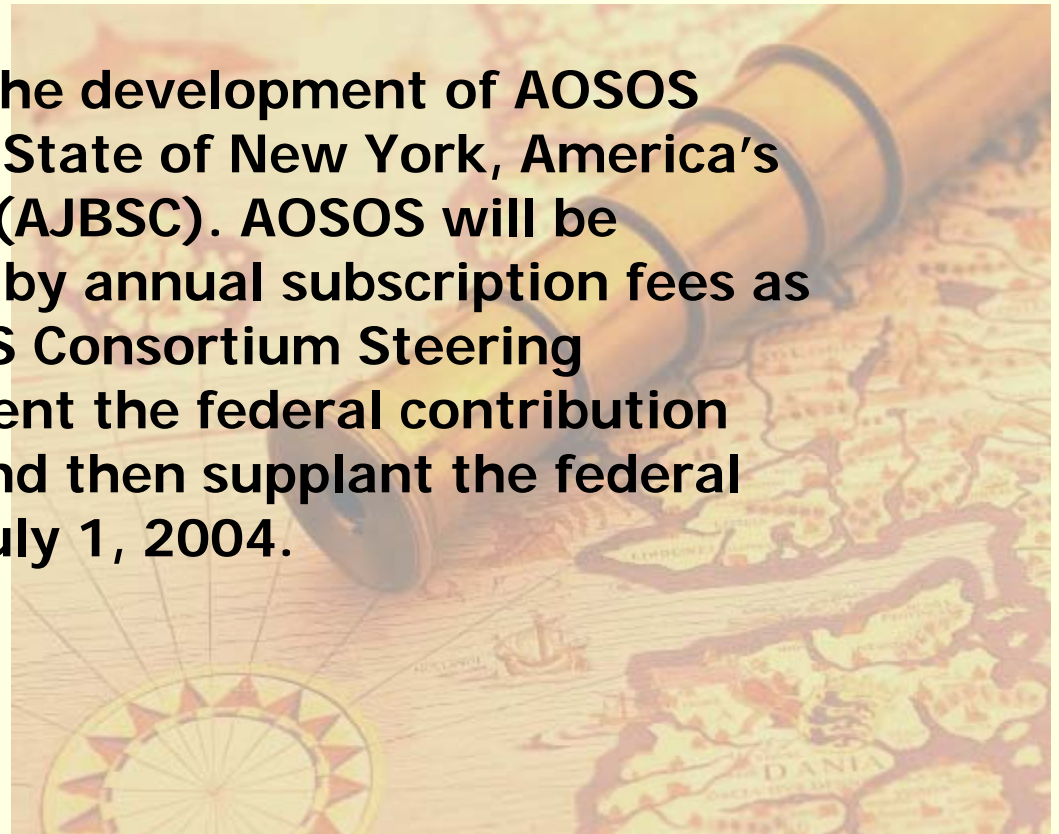 he development of AOSOS
State of New York, America's
(AJBSC). AOSOS will be
by annual subscription fees as
S Consortium Steering
ent the federal contribution
nd then supplant the federal
uly 1, 2004.
DANIA